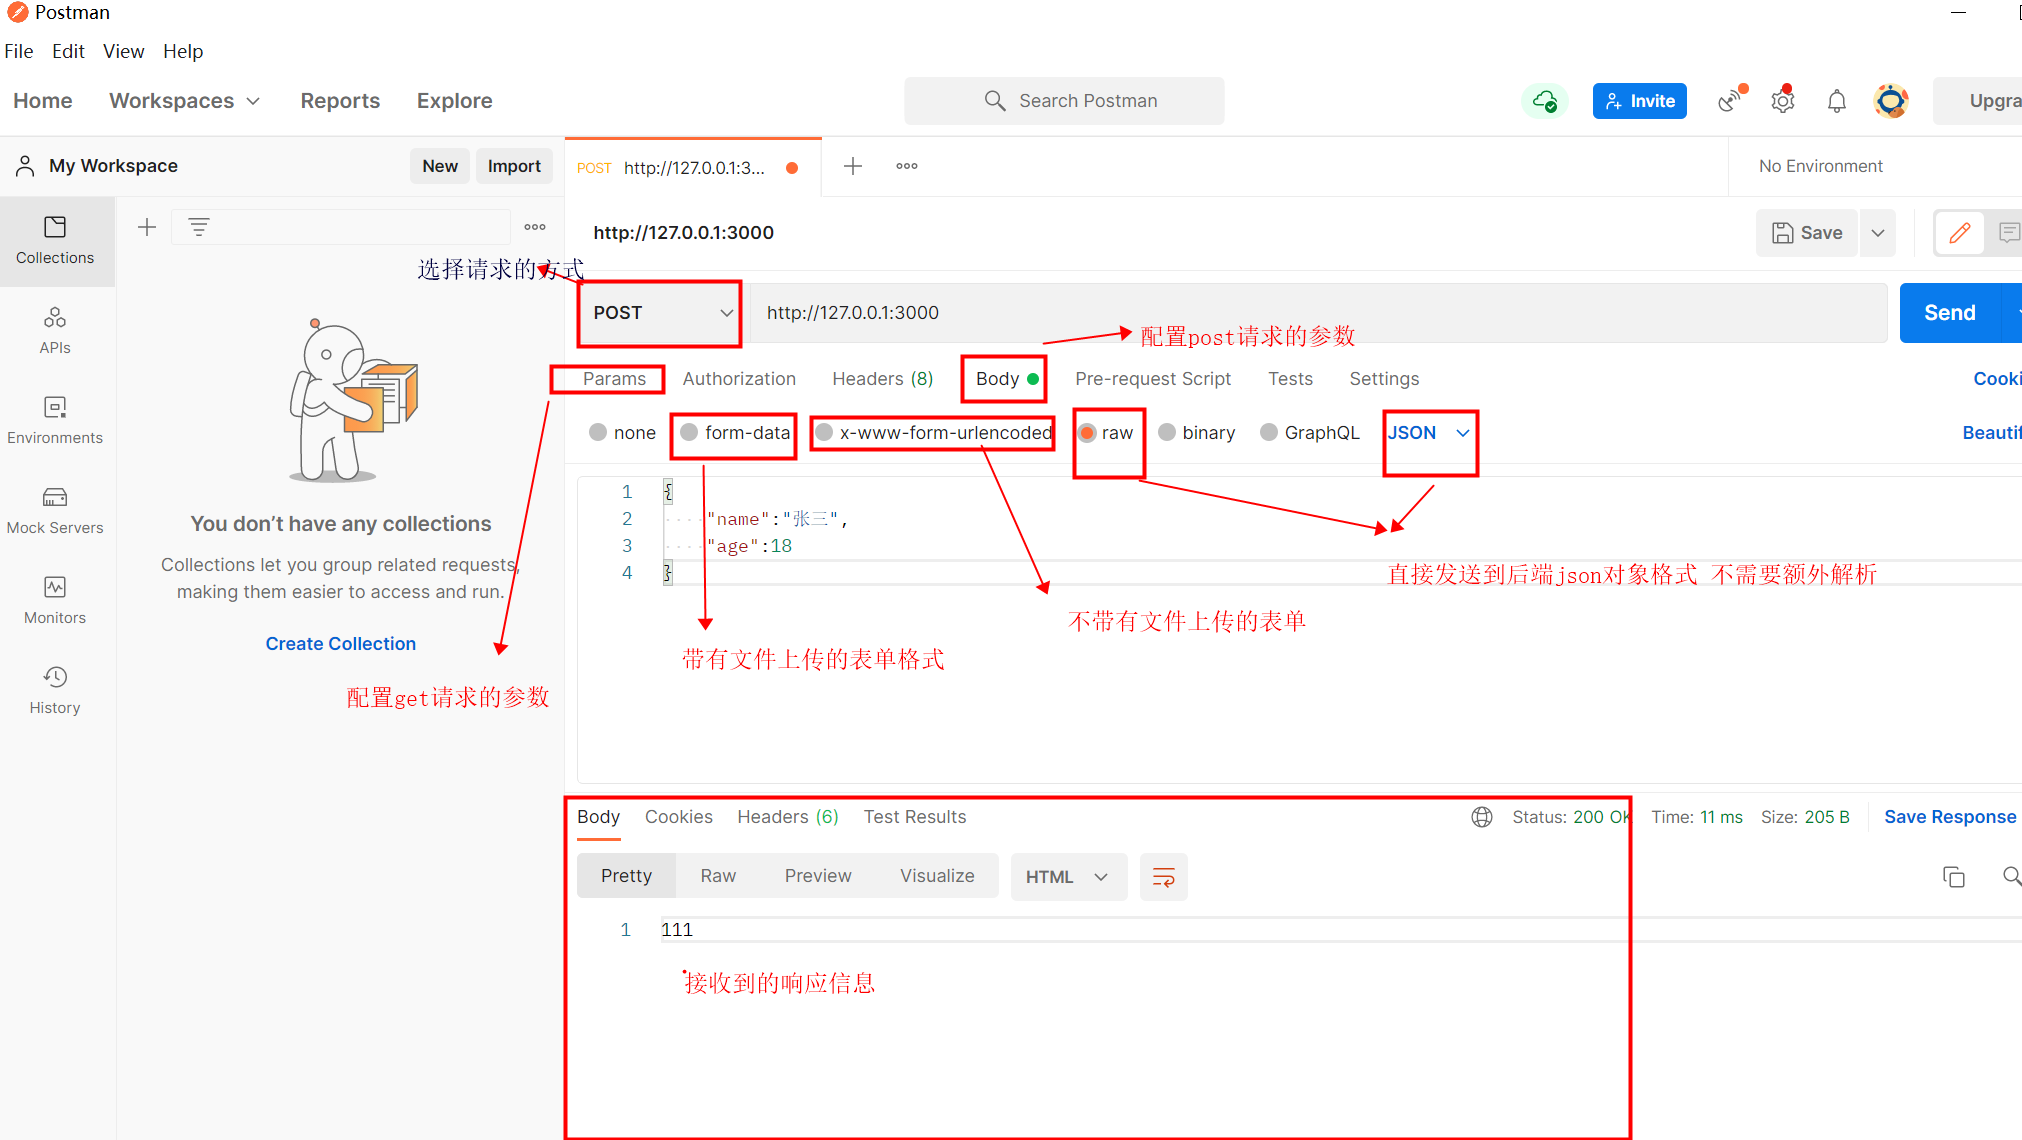 Postman
File Edit View Help
Home Workspaces Reports Explore Search Postman Invite Upgra
My Workspace New Import POST http://127.0.0.1:3... No Environment
Collections
http://127.0.0.1:3000 Save
选择请求的方式
POST http://127.0.0.1:3000 Send
配置post请求的参数
APIs
Params Authorization Headers (8) Body Pre-request Script Tests Settings Cooki
none form-data x-www-form-urlencoded raw binary GraphQL JSON Beautif
Environments
1 {
2 "name":"张三",
3 "age":18
4 }
Mock Servers
You don’t have any collections
Collections let you group related requests,
making them easier to access and run.
Create Collection
直接发送到后端json对象格式 不需要额外解析
不带有文件上传的表单
带有文件上传的表单格式
配置get请求的参数
Monitors
History
Body Cookies Headers (6) Test Results Status: 200 OK Time: 11 ms Size: 205 B Save Response
Pretty Raw Preview Visualize HTML
1 111
接收到的响应信息